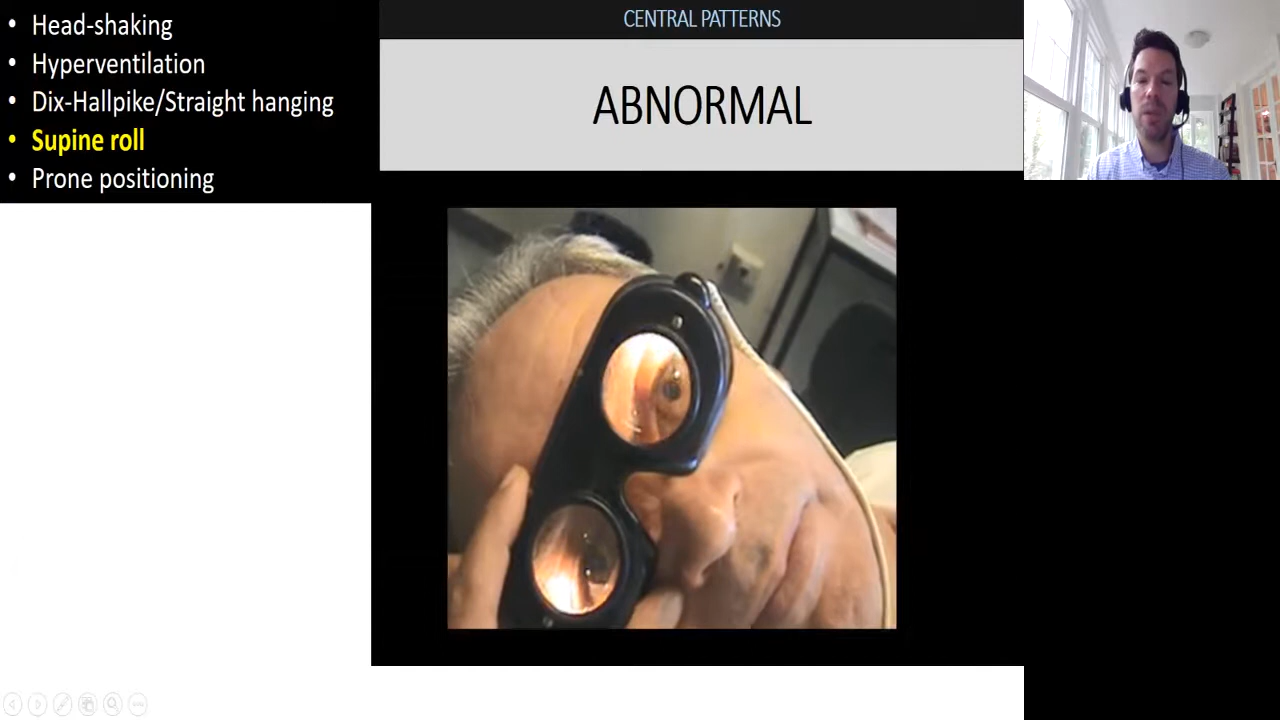 • Head-shaking
• Hyperventilation
• Dix-Hallpike/Straight hanging
• Supine roll
• Prone positioning
CENTRAL PATTERNS
ABNORMAL